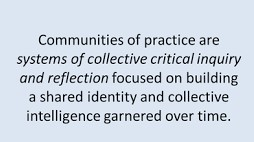 Communities of practice are
systems of collective critical inquiry
and reflection focused on building
a shared identity and collective
intelligence garnered over time.